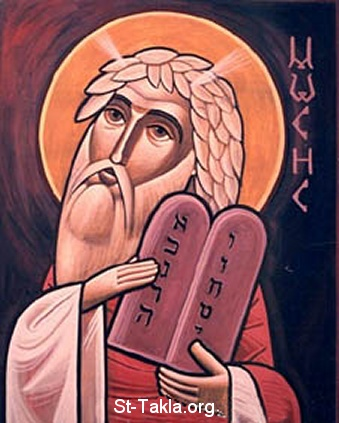 ⲙⲱⲥⲏⲥ
א
ב
ג
ד
ה
ו
ז
ח
ט
י
St-Takla.org.